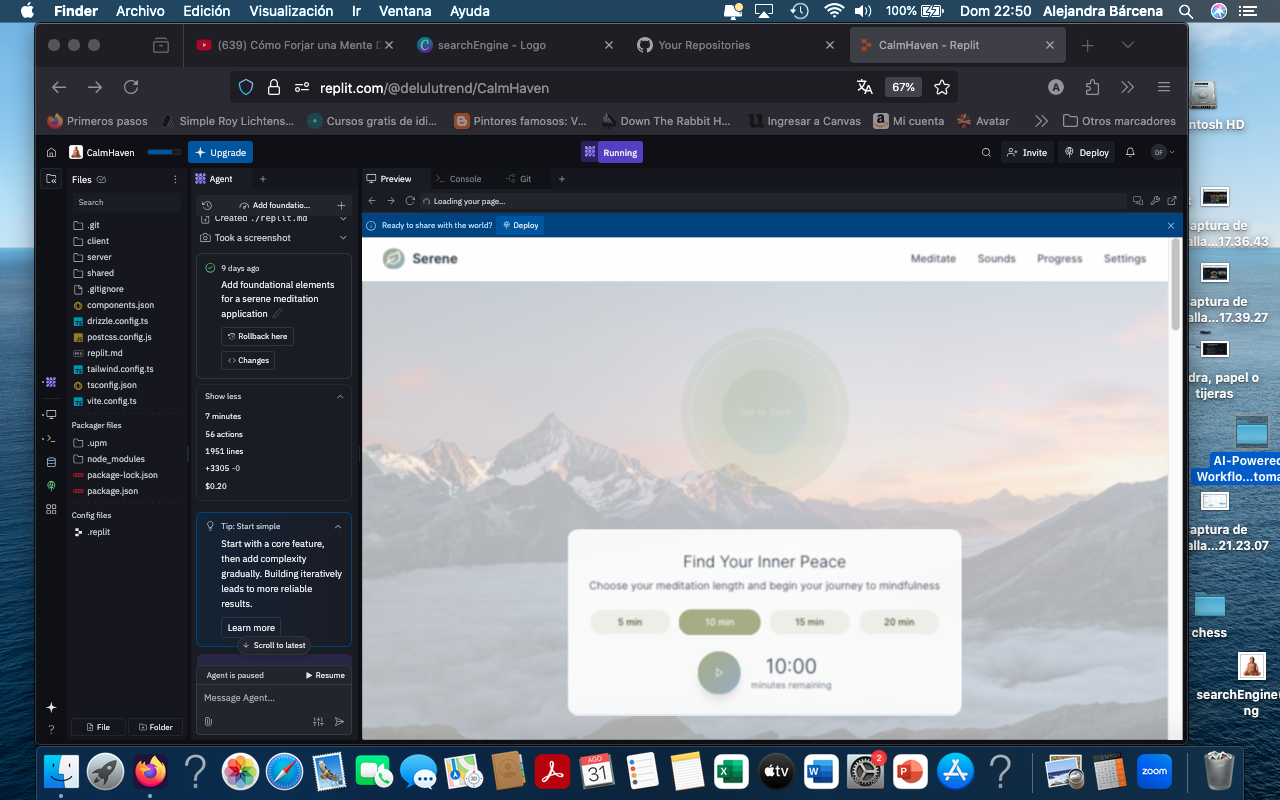 Finder Archivo Edición Visualización Ir Ventana Ayuda 100% Dom 22:50 Alejandra Bárcena
(639) Cómo Forjar una Mente D
searchEngine - Logo
Your Repositories
CalmHaven - Replit
replit.com/@delulutrend/CalmHaven 67% A
Primeros pasos Simple Roy Lichtens... Cursos gratis de idi... Pintores famosos: V... Down The Rabbit H... Ingresar a Canvas Mi cuenta Avatar Otros marcadores
CalmHaven Upgrade Running Invite Deploy DF
Files
Search
.git
client
server
shared
.gitignore
components.json
drizzle.config.ts
postcss.config.js
replit.md
tailwind.config.ts
tsconfig.json
vite.config.ts
Packager files
.upm
node_modules
package-lock.json
package.json
Config files
.replit
File Folder
Agent
Add foundatio...
Created ./replit.md
Took a screenshot
9 days ago
Add foundational elements
for a serene meditation
application
Rollback here
Changes
Show less
7 minutes
56 actions
1951 lines
+3305 -0
$0.20
Tip: Start simple
Start with a core feature,
then add complexity
gradually. Building iteratively
leads to more reliable
results.
Learn more
Scroll to latest
Agent is paused Resume
Message Agent...
Preview Console Git
Loading your page...
Ready to share with the world? Deploy
Serene Meditate Sounds Progress Settings
Tap to Start
Find Your Inner Peace
Choose your meditation length and begin your journey to mindfulness
5 min 10 min 15 min 20 min
10:00
minutes remaining
ntosh HD
aptura de
alla...17.36.43
aptura de
alla...17.39.27
dra, papel o
tijeras
AI-Powered
Workflo...toma
aptura de
alla...21.23.07
chess
searchEngine
ng
AGO
31
tv
2
zoom